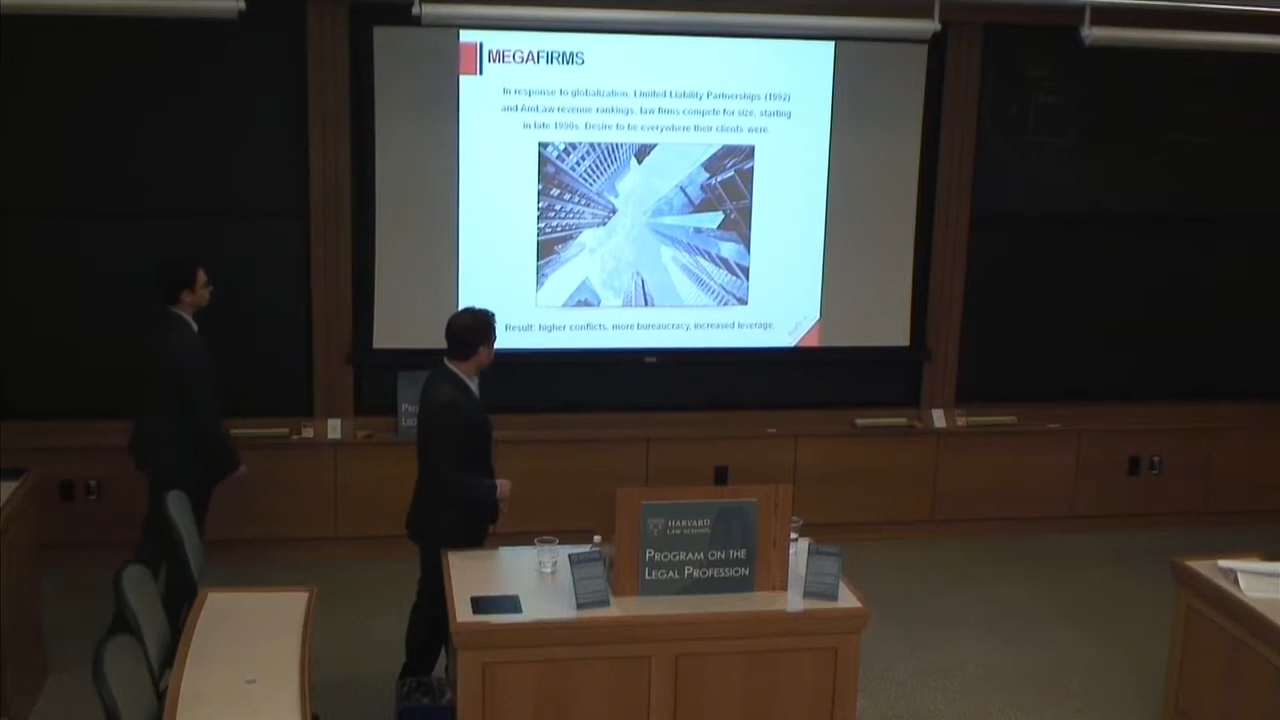 MEGAFIRMS
In response to globalization, Limited Liability Partnerships (1992)
and AmLaw revenue rankings, law firms compete for size, starting
in late 1990s. Desire to be everywhere their clients were.
Result: higher conflicts, more bureaucracy, increased leverage.
HARVARD
LAW SCHOOL
PROGRAM ON THE
LEGAL PROFESSION